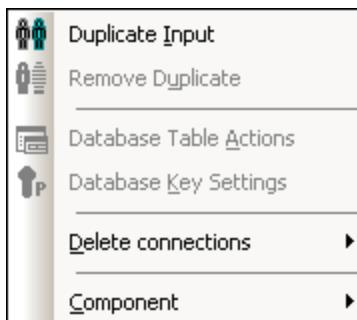 Duplicate Input
Remove Duplicate
Database Table Actions
P Database Key Settings
Delete connections
Component